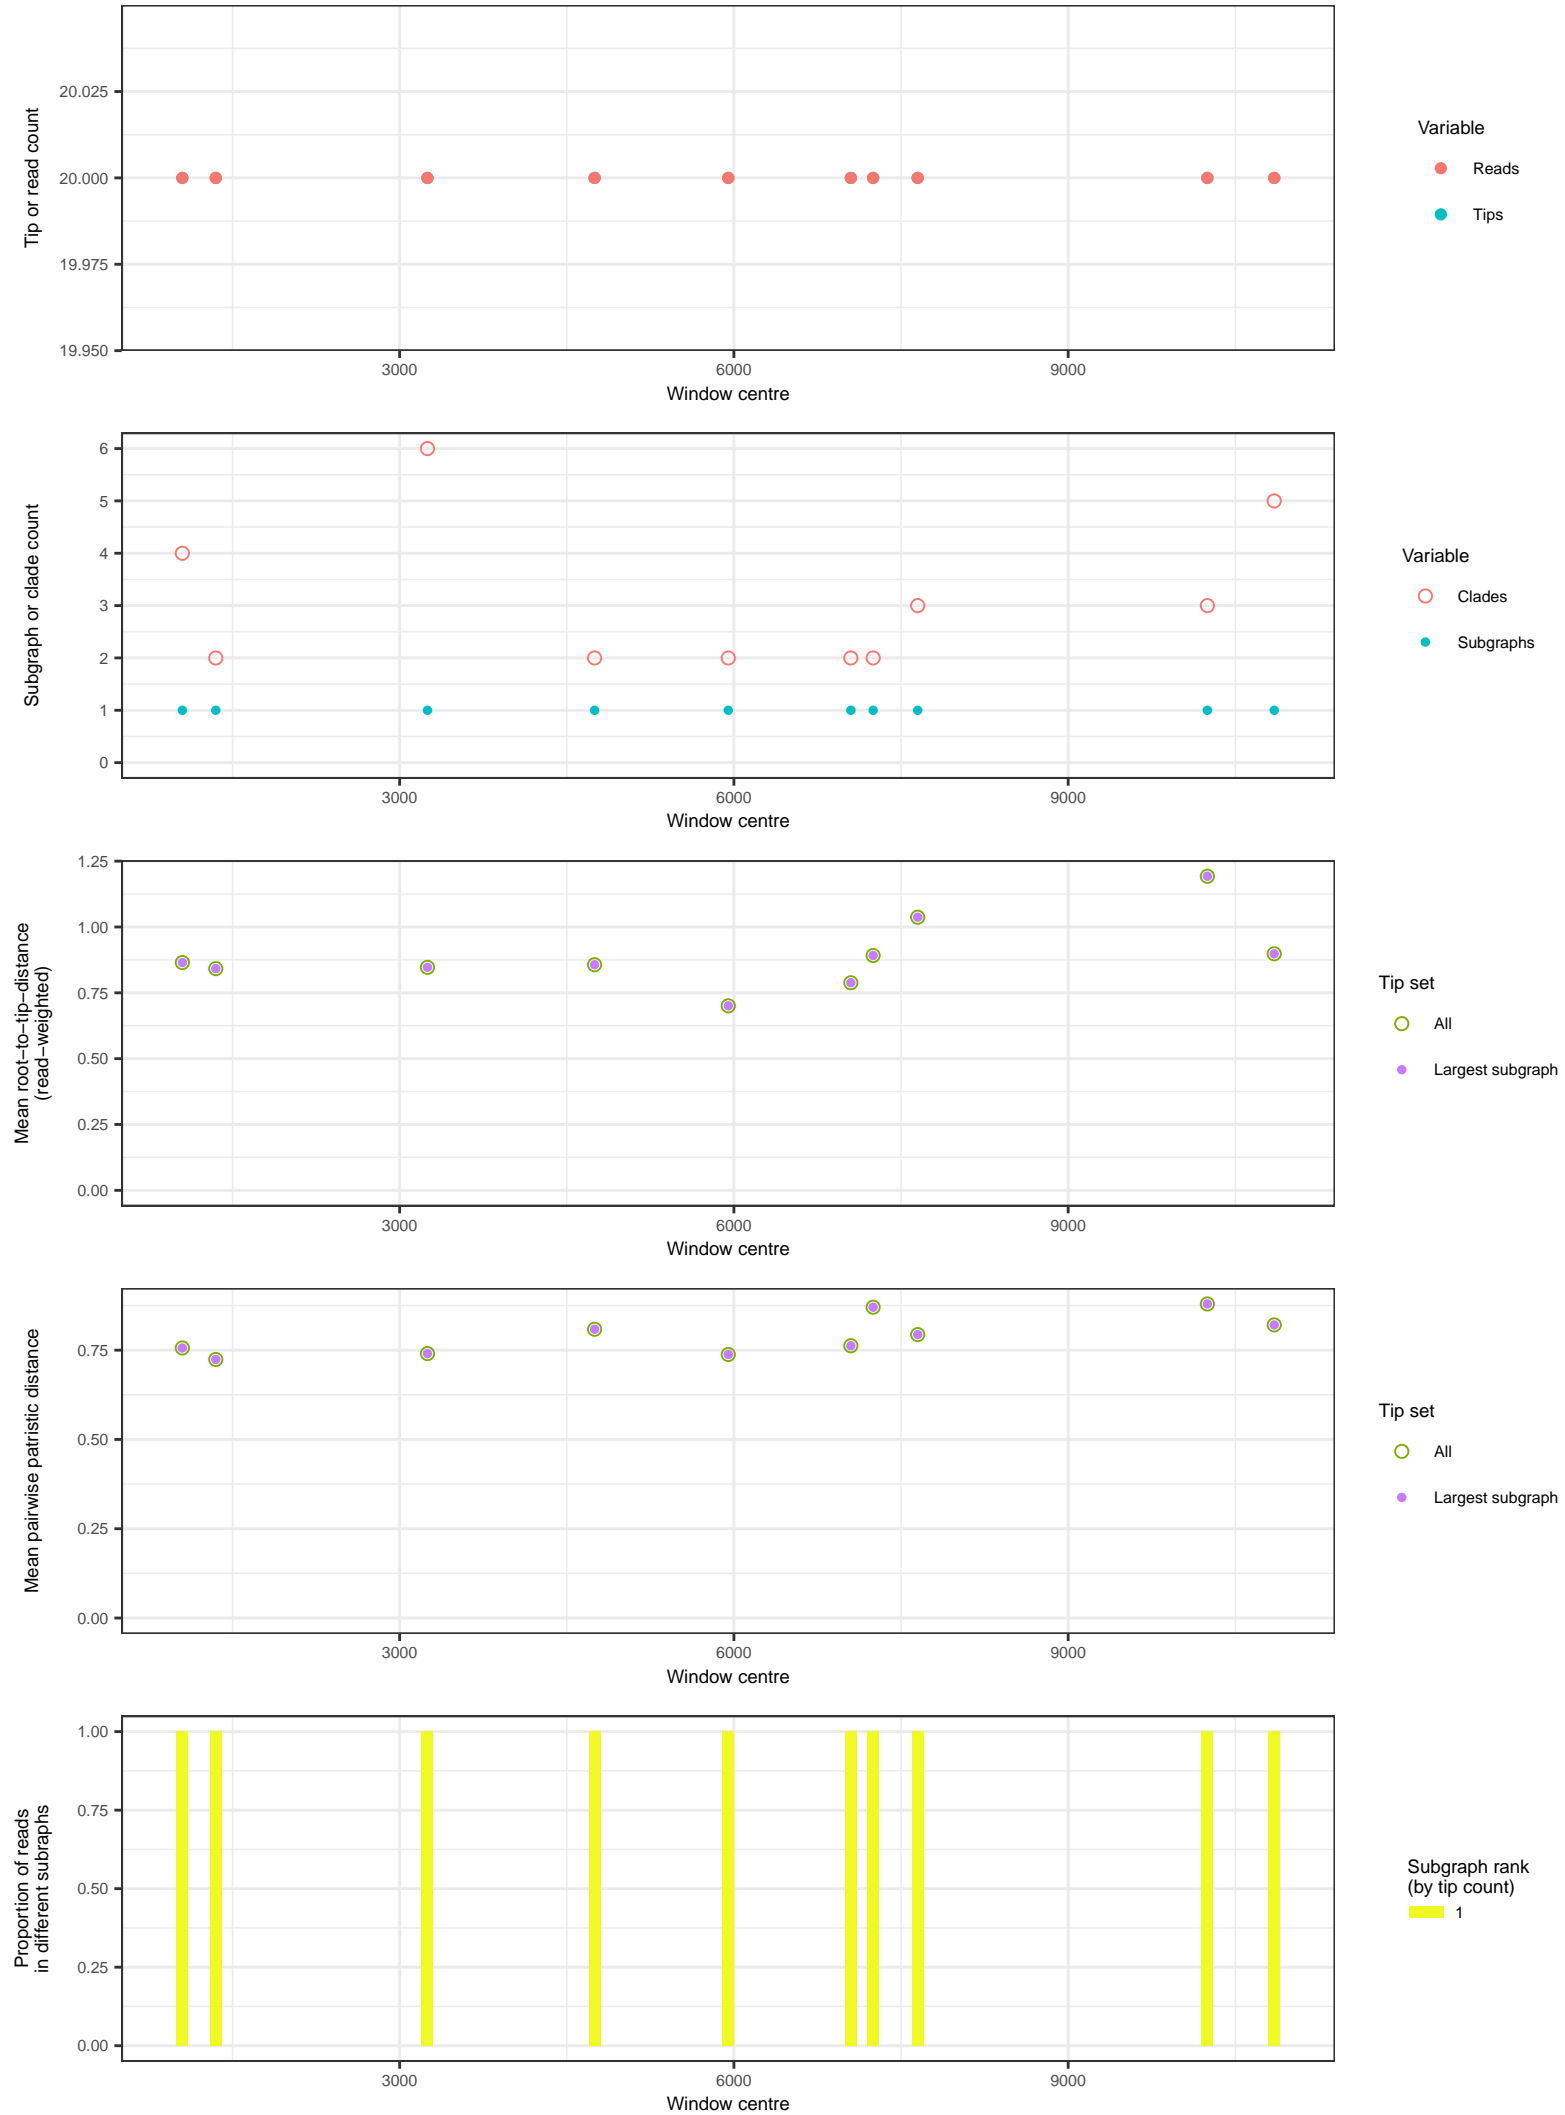 20.025
20.000
19.975
19.950
Tip or read count
3000
6000
9000
Window centre
Variable
Reads
Tips
6
5
4
3
2
1
0
Subgraph or clade count
3000
6000
9000
Window centre
Variable
Clades
Subgraphs
1.25
1.00
0.75
0.50
0.25
0.00
Mean root−to−tip−distance
(read−weighted)
3000
6000
9000
Window centre
Tip set
All
Largest subgraph
0.75
0.50
0.25
0.00
Mean pairwise patristic distance
3000
6000
9000
Window centre
Tip set
All
Largest subgraph
1.00
0.75
0.50
0.25
0.00
Proportion of reads
in different subraphs
3000
6000
9000
Window centre
Subgraph rank
(by tip count)
1